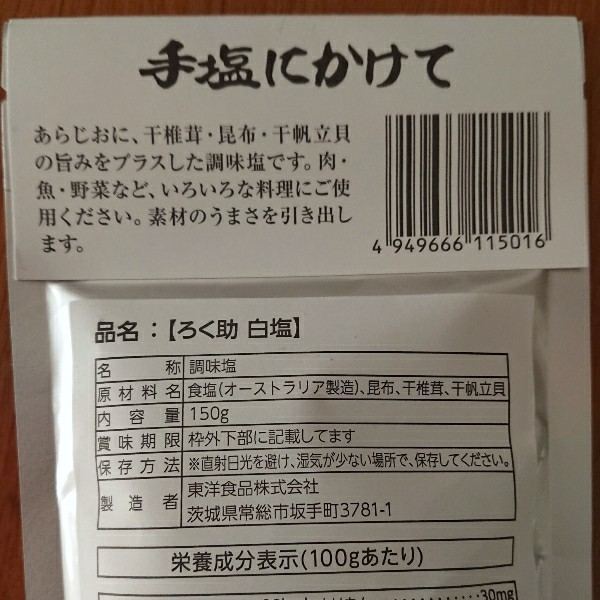 手塩にかけて
あらじおに、干椎茸・昆布・干帆立貝
の旨みをプラスした調味塩です。肉・
魚・野菜など、いろいろな料理にご使
用ください。素材のうまさを引き出し
ます。
4 949666 115016
品名：【ろく助 白塩】
名称 調味塩
原材料名 食塩(オーストラリア製造)、昆布、干椎茸、干帆立貝
内容量 150g
賞味期限 枠外下部に記載してます
保存方法 ※直射日光を避け、湿気が少ない場所で、保存してください。
製造者 東洋食品株式会社
茨城県常総市坂手町3781-1
栄養成分表示(100gあたり)
30mg